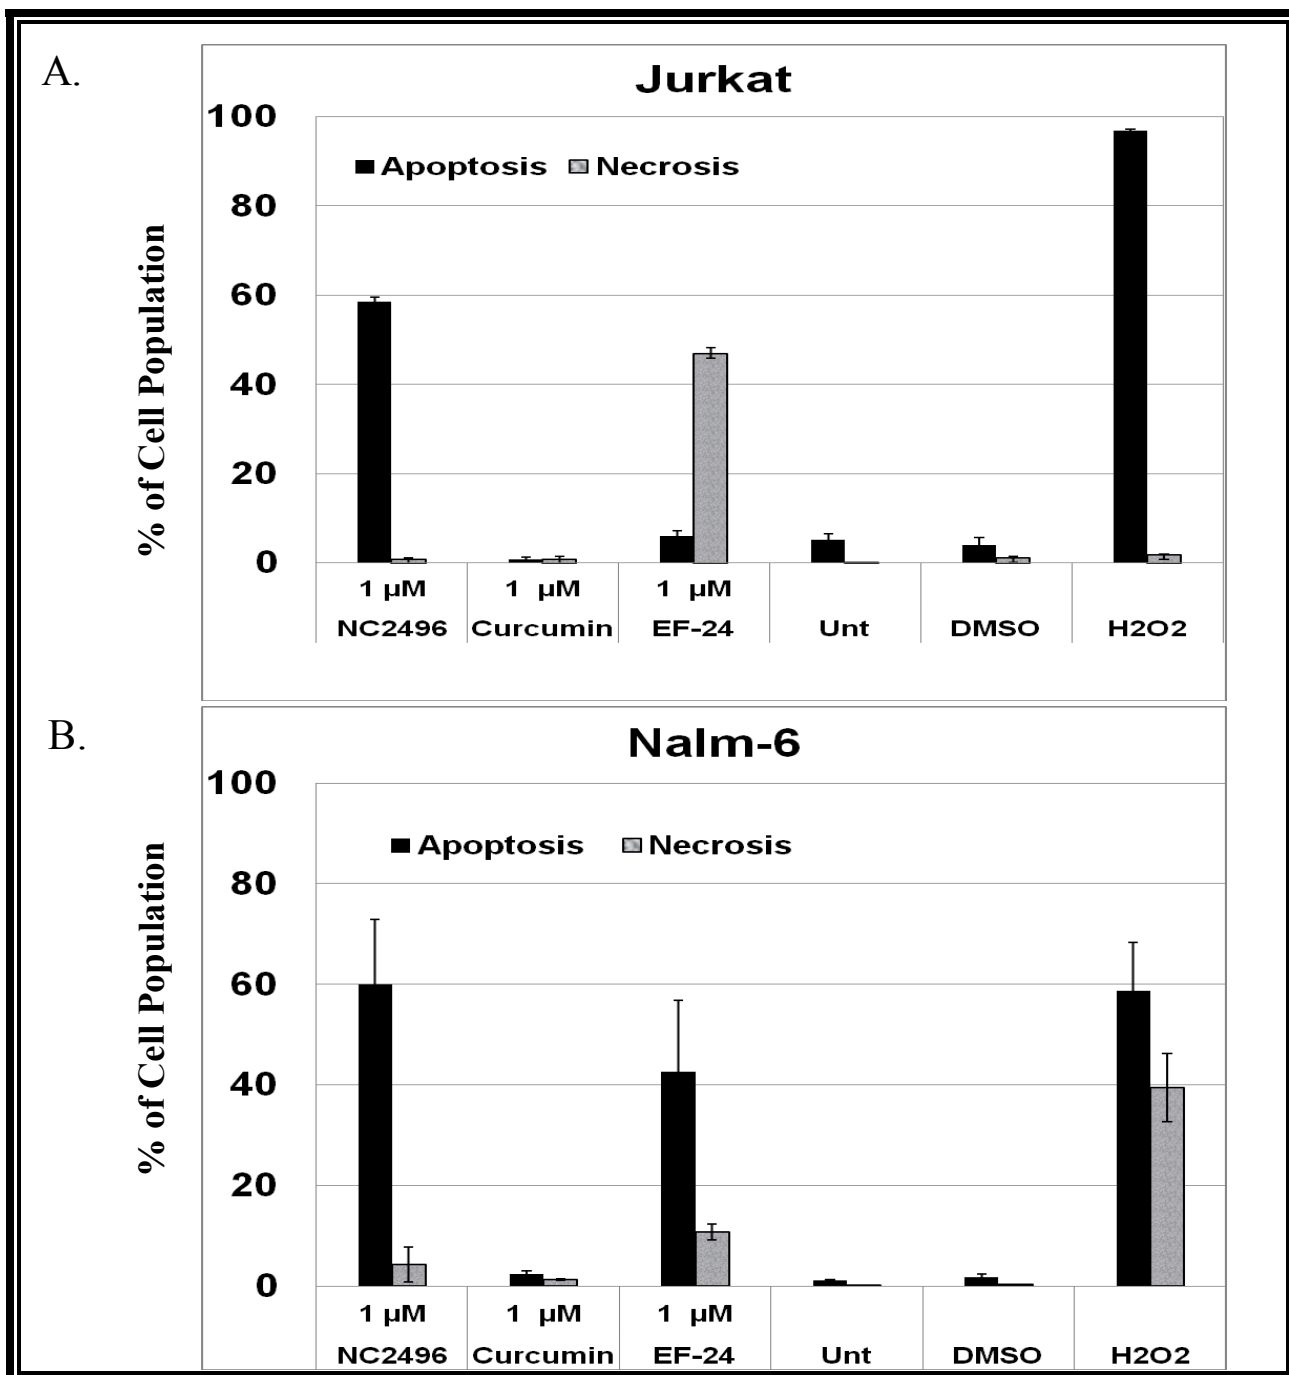 A.
Jurkat
100
Apoptosis Necrosis
80
60
40
20
0
% of Cell Population
1 µM 1 µM 1 µM
NC2496 Curcumin EF-24 Unt DMSO H2O2
B.
Nalm-6
100
Apoptosis Necrosis
80
60
40
20
0
% of Cell Population
1 µM 1 µM 1 µM
NC2496 Curcumin EF-24 Unt DMSO H2O2